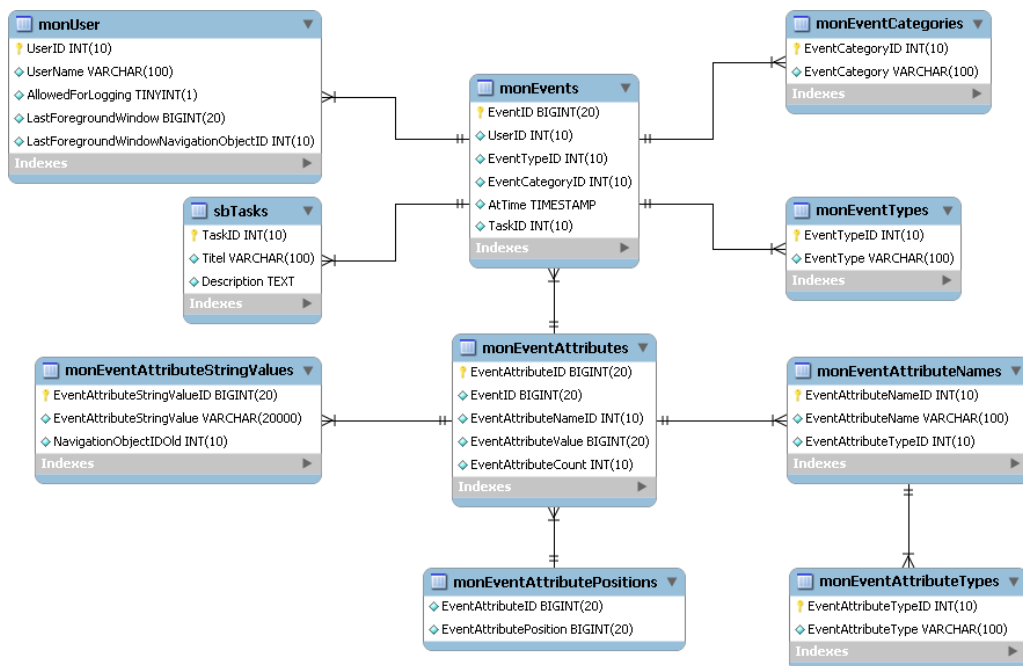 monUser
UserID INT(10)
UserName VARCHAR(100)
AllowedForLogging TINYINT(1)
LastForegroundWindow BIGINT(20)
LastForegroundWindowNavigationObjectID INT(10)
Indexes
monEvents
EventID BIGINT(20)
UserID INT(10)
EventTypeID INT(10)
EventCategoryID INT(10)
AtTime TIMESTAMP
TaskID INT(10)
Indexes
monEventCategories
EventCategoryID INT(10)
EventCategory VARCHAR(100)
Indexes
sbTasks
TaskID INT(10)
Titel VARCHAR(100)
Description TEXT
Indexes
monEventTypes
EventTypeID INT(10)
EventType VARCHAR(100)
Indexes
monEventAttributeStringValues
EventAttributeStringValueID BIGINT(20)
EventAttributeStringValue VARCHAR(20000)
NavigationObjectIDOld INT(10)
Indexes
monEventAttributes
EventAttributeID BIGINT(20)
EventID BIGINT(20)
EventAttributeNameID INT(10)
EventAttributeValue BIGINT(20)
EventAttributeCount INT(10)
Indexes
monEventAttributeNames
EventAttributeNameID INT(10)
EventAttributeName VARCHAR(100)
EventAttributeTypeID INT(10)
Indexes
monEventAttributePositions
EventAttributeID BIGINT(20)
EventAttributePosition BIGINT(20)
monEventAttributeTypes
EventAttributeTypeID INT(10)
EventAttributeType VARCHAR(100)
Indexes